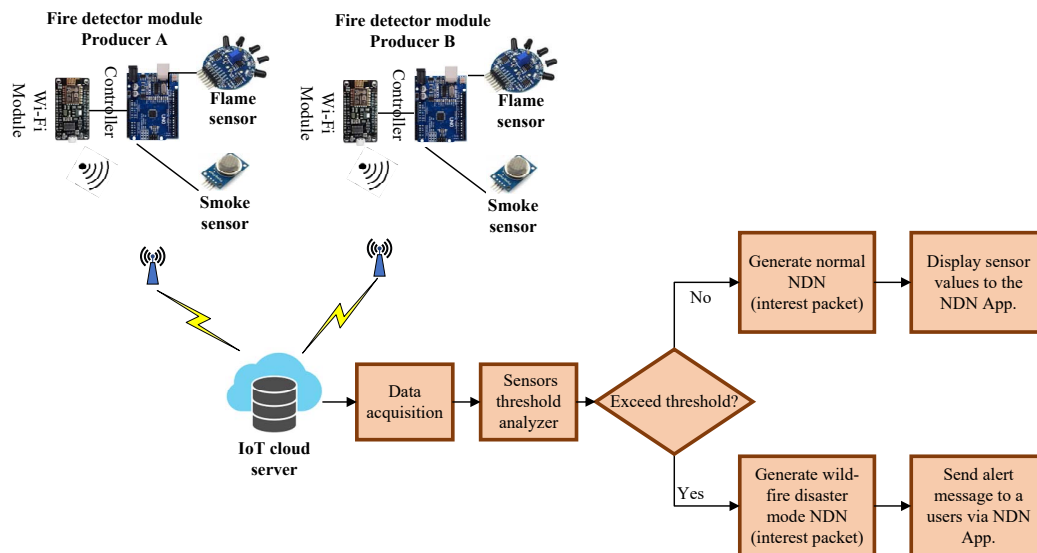 Fire detector module
Producer A
Wi-Fi
Module
Controller
Flame
sensor
Smoke
sensor
Fire detector module
Producer B
Wi-Fi
Module
Controller
Flame
sensor
Smoke
sensor
IoT cloud
server
Data
acquisition
Sensors
threshold
analyzer
Exceed threshold?
No
Generate normal
NDN
(interest packet)
Display sensor
values to the
NDN App.
Yes
Generate wild-
fire disaster
mode NDN
(interest packet)
Send alert
message to a
users via NDN
App.